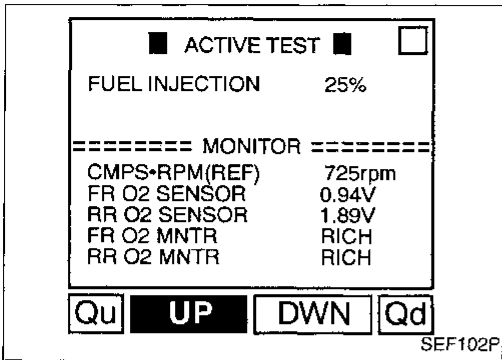 ■ ACTIVE TEST ■
FUEL INJECTION 25%
======== MONITOR ========
CMPS•RPM(REF) 725rpm
FR O2 SENSOR 0.94V
RR O2 SENSOR 1.89V
FR O2 MNTR RICH
RR O2 MNTR RICH
Qu UP DWN Qd
SEF102F